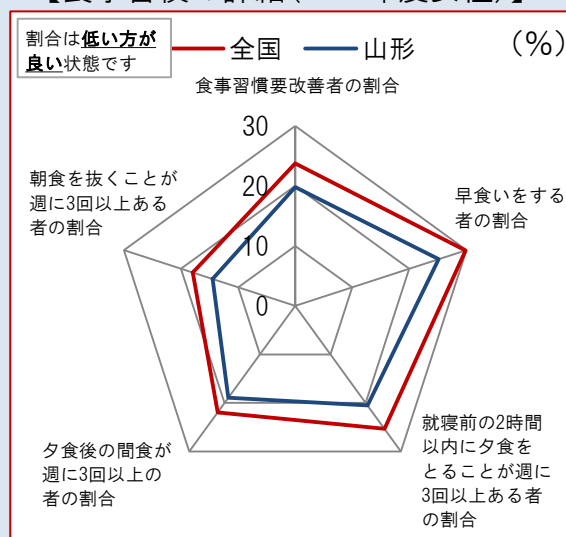 割合は低い方が
良い状態です
全国
山形
(%)
食事習慣要改善者の割合
30
20
10
0
朝食を抜くことが
週に3回以上ある
者の割合
早食いをする
者の割合
夕食後の間食が
週に3回以上の
者の割合
就寝前の2時間
以内に夕食を
とることが週に
3回以上ある者
の割合